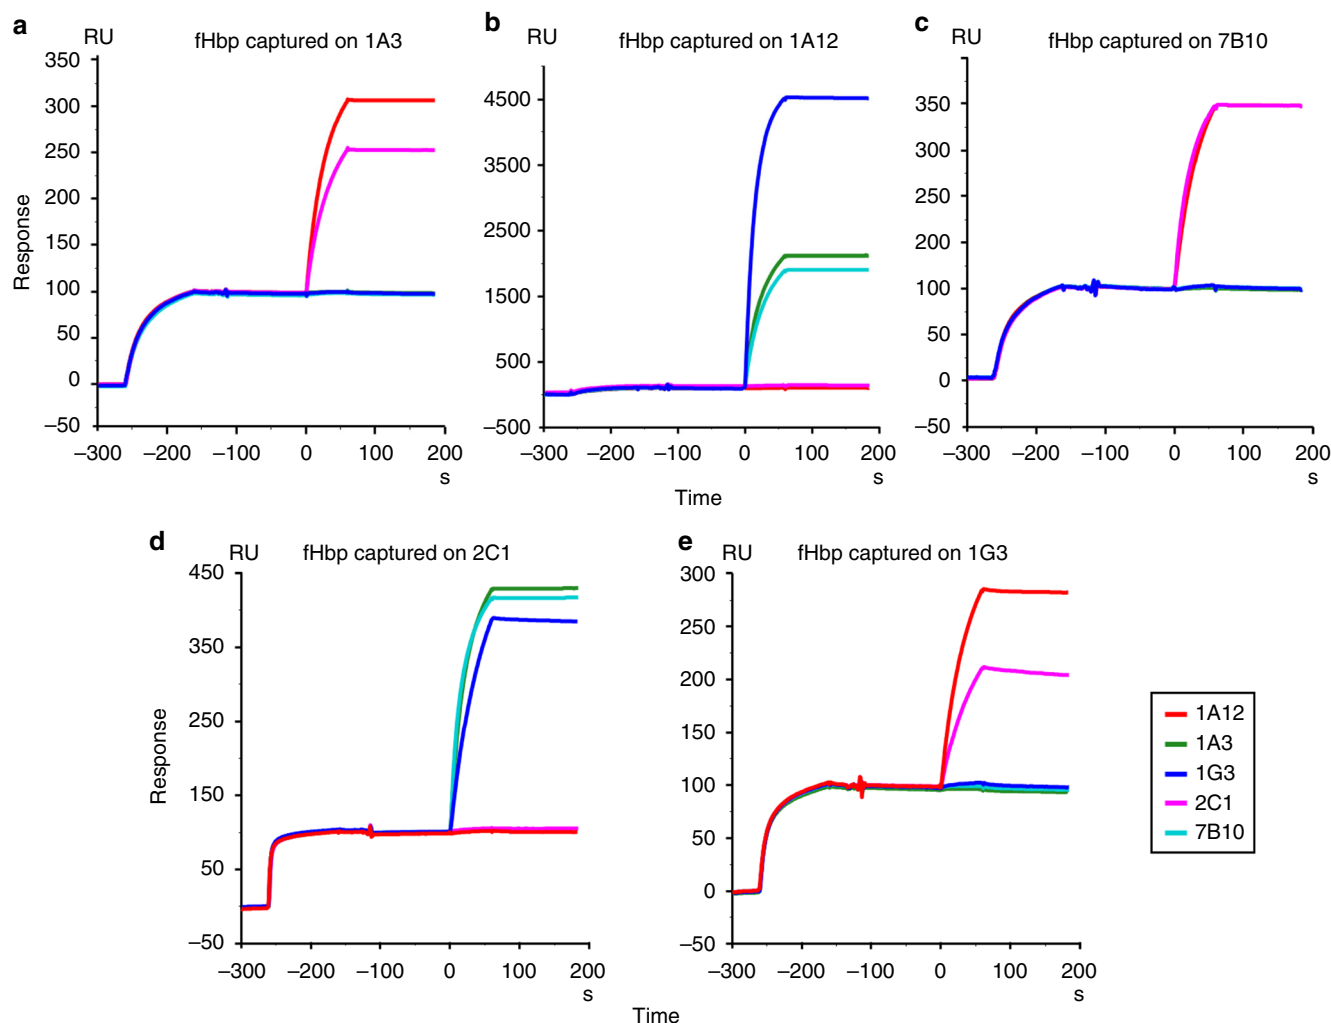 a
RU
fHbp captured on 1A3
350
300
250
200
150
100
50
0
–50
–300 –200 –100 0 100 200
s
Response
b
RU
fHbp captured on 1A12
4500
3500
2500
1500
500
–500
–300 –200 –100 0 100 200
s
Time
c
RU
fHbp captured on 7B10
350
300
350
200
150
100
50
0
–50
–300 –200 –100 0 100 200
s
d
RU
fHbp captured on 2C1
450
350
450
150
50
–50
–300 –200 –100 0 100 200
s
Response
Time
e
RU
fHbp captured on 1G3
300
250
200
150
100
50
0
–50
–300 –200 –100 0 100 200
s
1A12
1A3
1G3
2C1
7B10